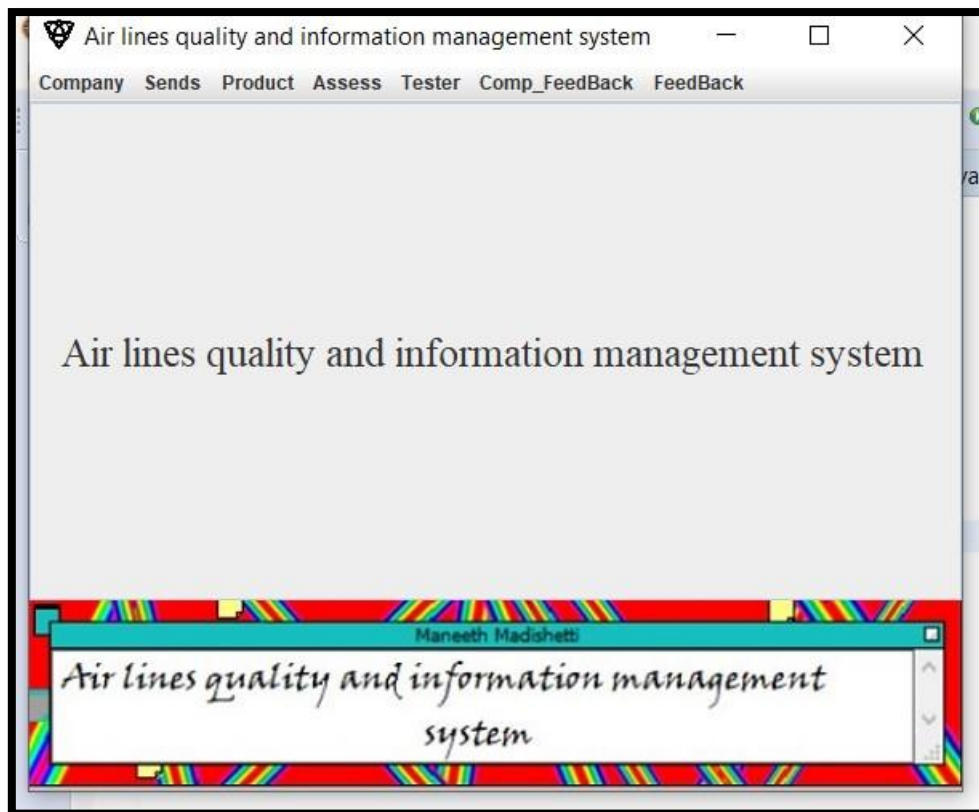 Air lines quality and information management system
Company Sends Product Assess Tester Comp_FeedBack FeedBack
Air lines quality and information management system
Maneeth Madishetti
Air lines quality and information management
system